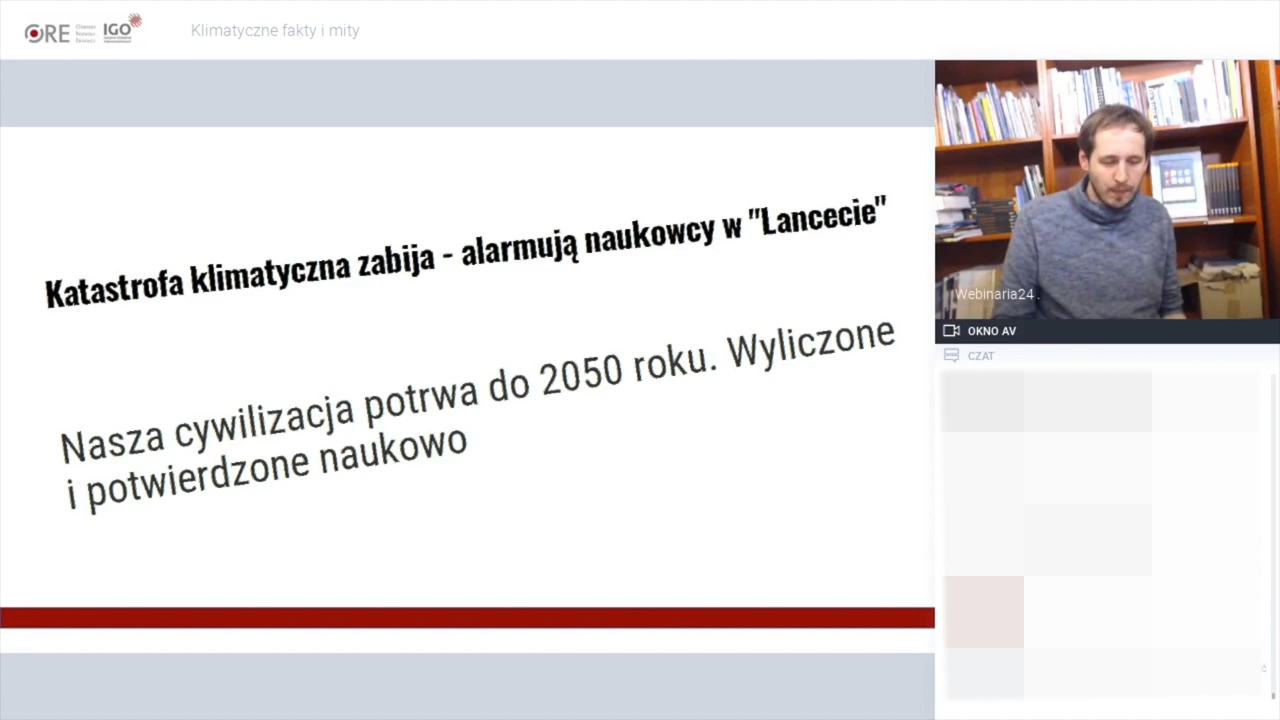 ORE
IGO
Klimatyczne fakty i mity
Katastrofa klimatyczna zabija - alarmują naukowcy w "Lancecie"
Nasza cywilizacja potrwa do 2050 roku. Wyliczone
i potwierdzone naukowo
Webinaria24 .
OKNO AV
CZAT